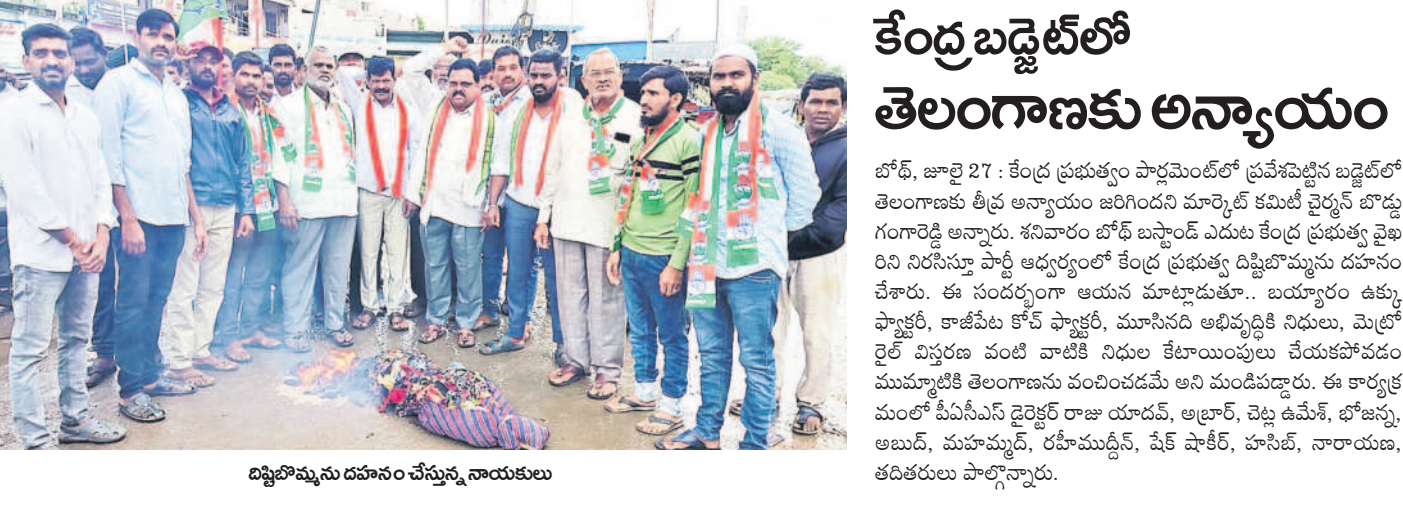 కేంద్ర బడ్జెట్‌లో
తెలంగాణకు అన్యాయం
బోథ్, జూలై 27 : కేంద్ర ప్రభుత్వం పార్లమెంట్‌లో ప్రవేశపెట్టిన బడ్జెట్‌లో
తెలంగాణకు తీవ్ర అన్యాయం జరిగిందని మార్కెట్ కమిటీ చైర్మన్ బొడ్డు
గంగారెడ్డి అన్నారు. శనివారం బోథ్ బస్టాండ్ ఎదుట కేంద్ర ప్రభుత్వ వైఖ
రిని నిరసిస్తూ పార్టీ ఆధ్వర్యంలో కేంద్ర ప్రభుత్వ దిష్టిబొమ్మను దహనం
చేశారు. ఈ సందర్భంగా ఆయన మాట్లాడుతూ.. బయ్యారం ఉక్కు
ఫ్యాక్టరీ, కాజీపేట కోచ్ ఫ్యాక్టరీ, మూసినది అభివృద్ధికి నిధులు, మెట్రో
రైల్ విస్తరణ వంటి వాటికి నిధుల కేటాయింపులు చేయకపోవడం
ముమ్మాటికి తెలంగాణను వంచించడమే అని మండిపడ్డారు. ఈ కార్యక్ర
మంలో పీఏసీఎస్ డైరెక్టర్ రాజు యాదవ్, అబ్రార్, చెట్ల ఉమేశ్, భోజన్న,
అబుద్, మహమ్మద్, రహీముద్దీన్, షేక్ షాకీర్, హసిబ్, నారాయణ,
తదితరులు పాల్గొన్నారు.
దిష్టిబొమ్మను దహనం చేస్తున్న నాయకులు